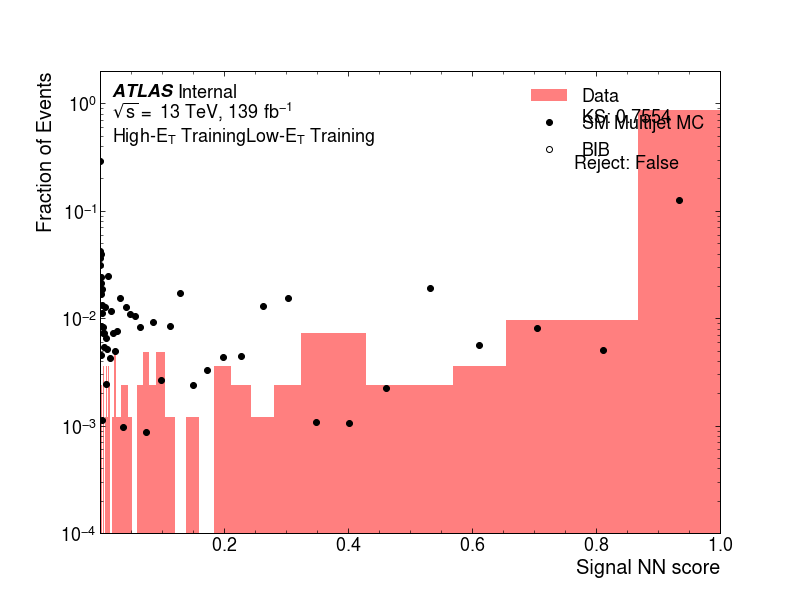 ATLAS Internal
√s = 13 TeV, 139 fb⁻¹
High-E_T TrainingLow-E_T Training
Data
KS: 0.7554
SM Multijet MC
BIB
Reject: False
Fraction of Events
10⁰
10⁻¹
10⁻²
10⁻³
10⁻⁴
0.2 0.4 0.6 0.8 1.0
Signal NN score